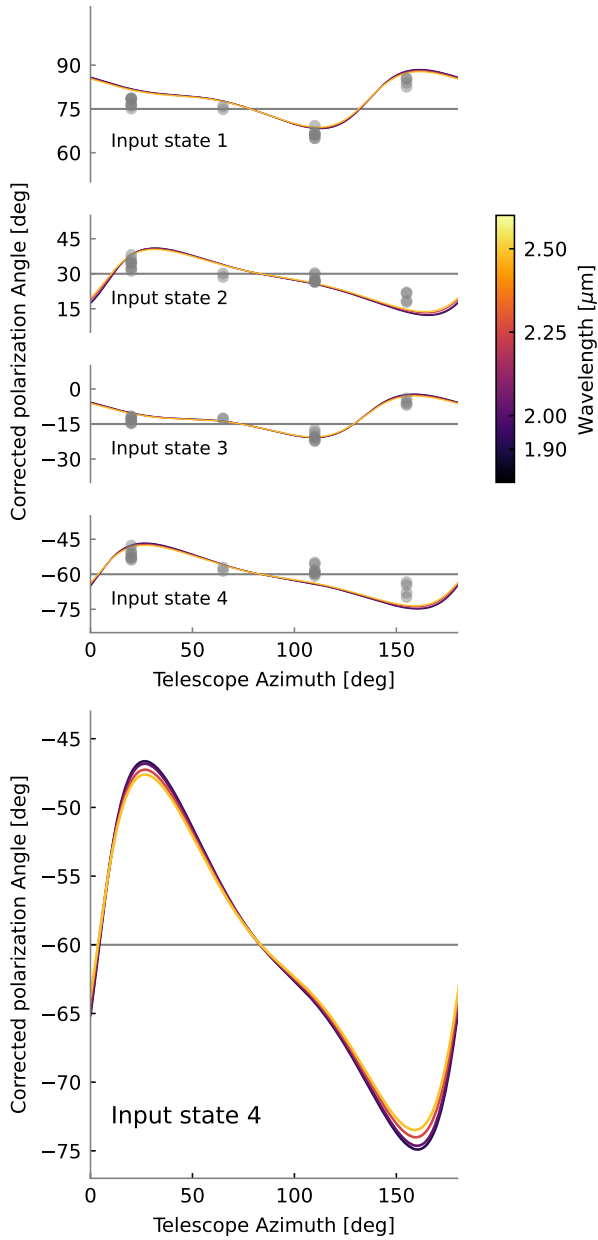 90
75
60
Input state 1
45
30
15
Input state 2
0
−15
−30
Input state 3
−45
−60
−75
Input state 4
0 50 100 150
Telescope Azimuth [deg]
Corrected polarization Angle [deg]
2.50
2.25
2.00
1.90
Wavelength [μm]
−45
−50
−55
−60
−65
−70
−75
Input state 4
0 50 100 150
Telescope Azimuth [deg]
Corrected polarization Angle [deg]